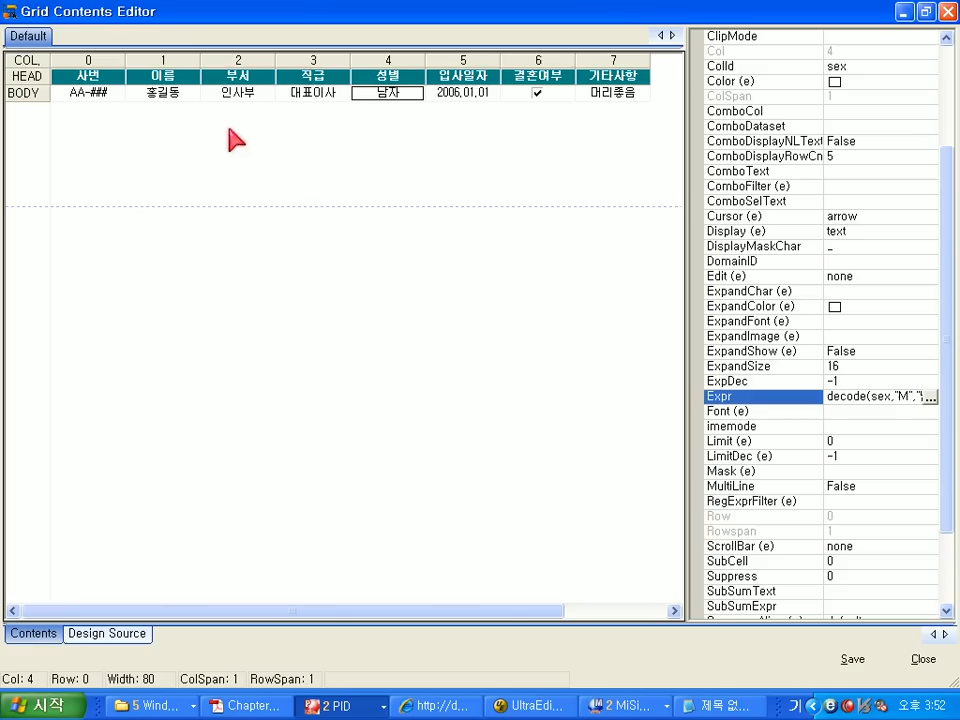 Grid Contents Editor
Default
COL, 0 1 2 3 4 5 6 7
HEAD 사번 이름 부서 직급 성별 입사일자 결혼여부 기타사항
BODY AA-### 홍길동 인사부 대표이사 남자 2006,01,01 머리좋음
ClipMode
Col 4
ColId sex
Color (e)
ColSpan 1
ComboCol
ComboDataset
ComboDisplayNLText False
ComboDisplayRowCn 5
ComboText
ComboFilter (e)
ComboSelText
Cursor (e) arrow
Display (e) text
DisplayMaskChar _
DomainID
Edit (e) none
ExpandChar (e)
ExpandColor (e)
ExpandFont (e)
ExpandImage (e)
ExpandShow (e) False
ExpandSize 16
ExpDec -1
Expr decode(sex,"M"," ...
Font (e)
imemode
Limit (e) 0
LimitDec (e) -1
Mask (e)
MultiLine False
RegExprFilter (e)
Row 0
Rowspan 1
ScrollBar (e) none
SubCell 0
Suppress 0
SubSumText
SubSumExpr
Contents Design Source
Save Close
Col: 4 Row: 0 Width: 80 ColSpan: 1 RowSpan: 1
시작 5 Wind... Chapter... 2 PID http://d... UltraEdi... 2 MiSi... 제목 없... 기 오후 3:52